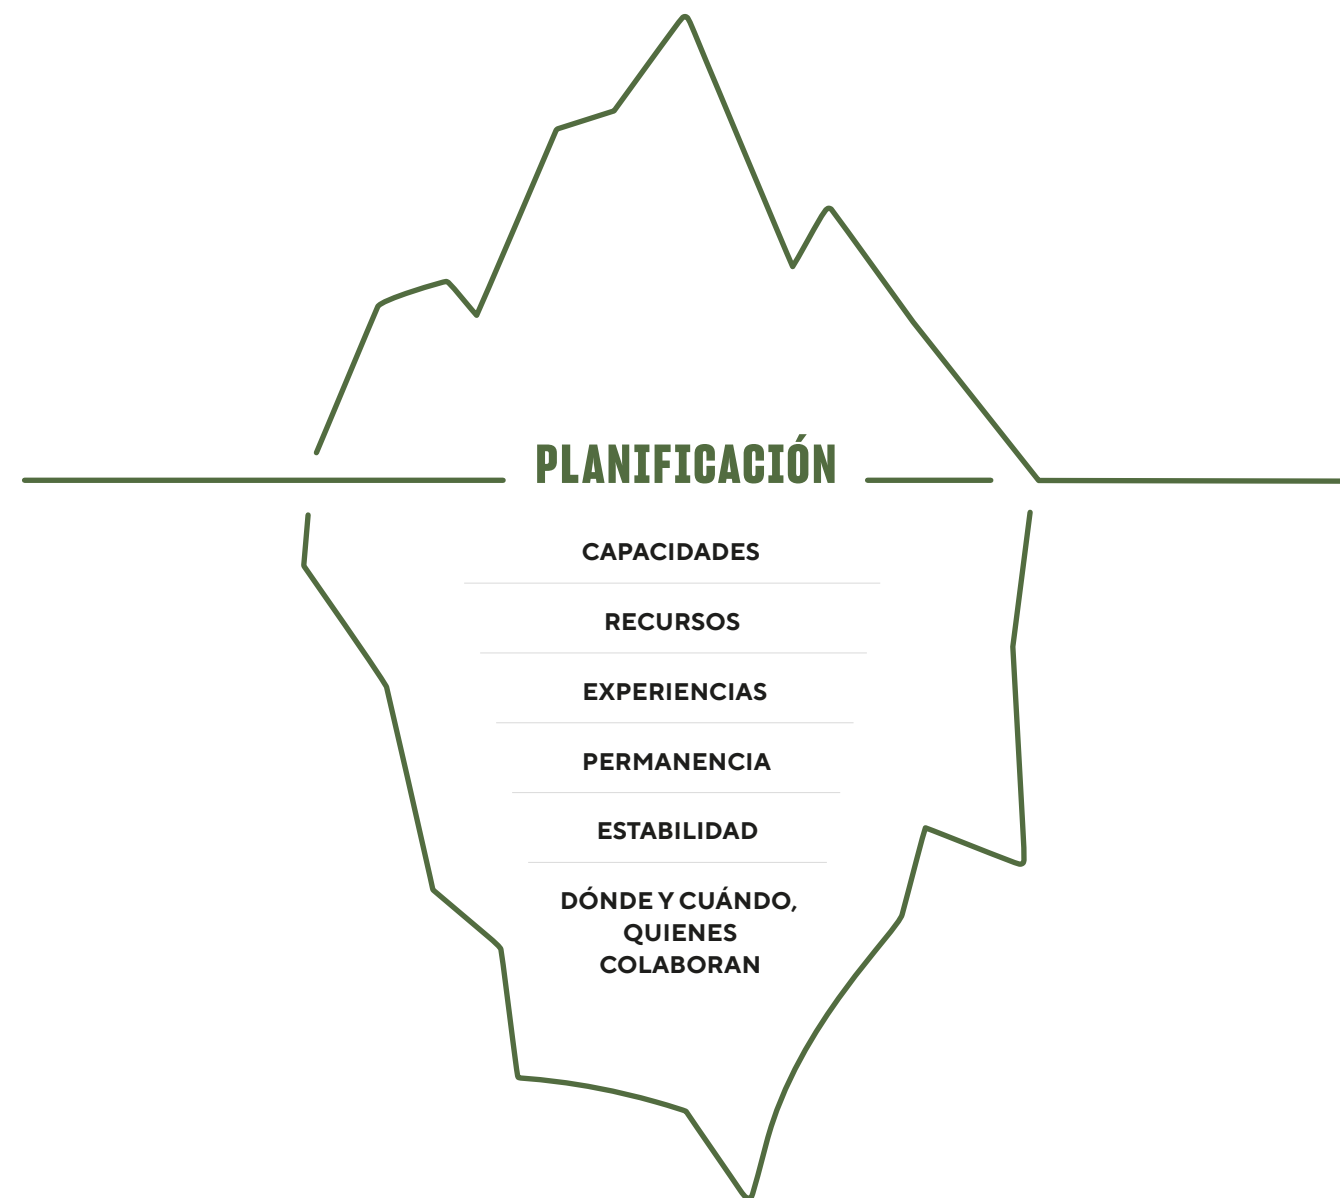 PLANIFICACIÓN
CAPACIDADES
RECURSOS
EXPERIENCIAS
PERMANENCIA
ESTABILIDAD
DÓNDE Y CUÁNDO,
QUIENES
COLABORAN